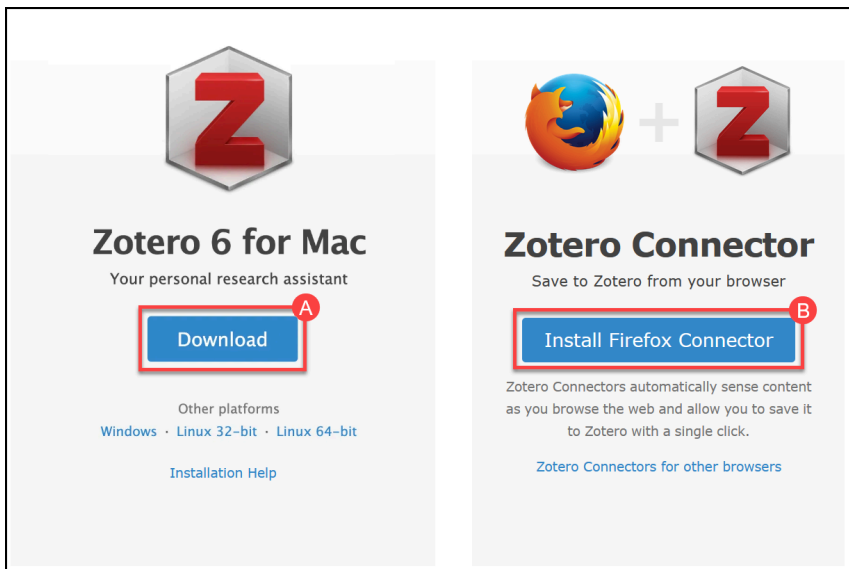 Z
Zotero 6 for Mac
Your personal research assistant
A
Download
Other platforms
Windows · Linux 32-bit · Linux 64-bit
Installation Help
+
Z
Zotero Connector
Save to Zotero from your browser
B
Install Firefox Connector
Zotero Connectors automatically sense content
as you browse the web and allow you to save it
to Zotero with a single click.
Zotero Connectors for other browsers